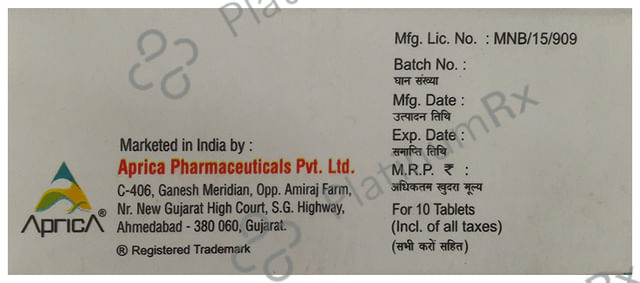 Mfg. Lic. No. : MNB/15/909
Batch No. :
घान संख्या
Mfg. Date :
उत्पादन तिथि
Exp. Date :
समाप्ति तिथि
M.R.P. ₹ :
अधिकतम खुदरा मूल्य
For 10 Tablets
(Incl. of all taxes)
(सभी करों सहित)
Marketed in India by :
Aprica Pharmaceuticals Pvt. Ltd.
C-406, Ganesh Meridian, Opp. Amiraj Farm,
Nr. New Gujarat High Court, S.G. Highway,
Ahmedabad - 380 060, Gujarat.
® Registered Trademark
APRICA®
PlatinumRx
PlatinumRx